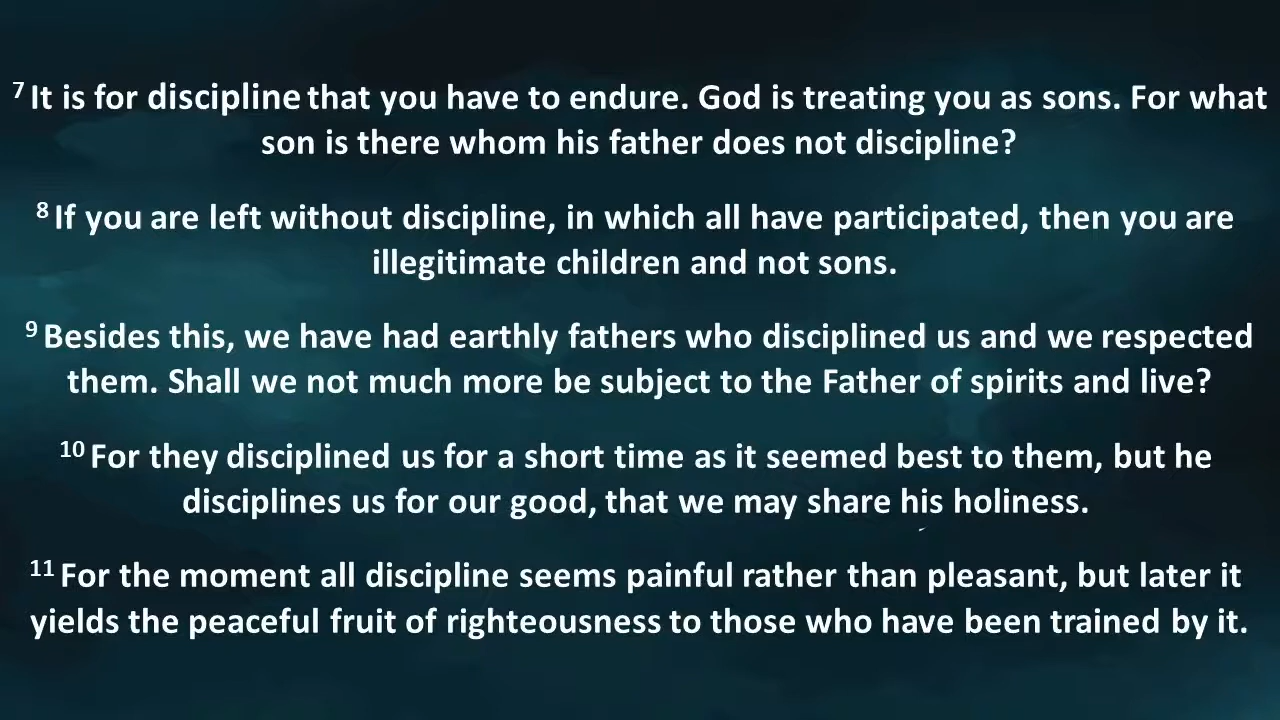 7 It is for discipline that you have to endure. God is treating you as sons. For what
son is there whom his father does not discipline?
8 If you are left without discipline, in which all have participated, then you are
illegitimate children and not sons.
9 Besides this, we have had earthly fathers who disciplined us and we respected
them. Shall we not much more be subject to the Father of spirits and live?
10 For they disciplined us for a short time as it seemed best to them, but he
disciplines us for our good, that we may share his holiness.
11 For the moment all discipline seems painful rather than pleasant, but later it
yields the peaceful fruit of righteousness to those who have been trained by it.